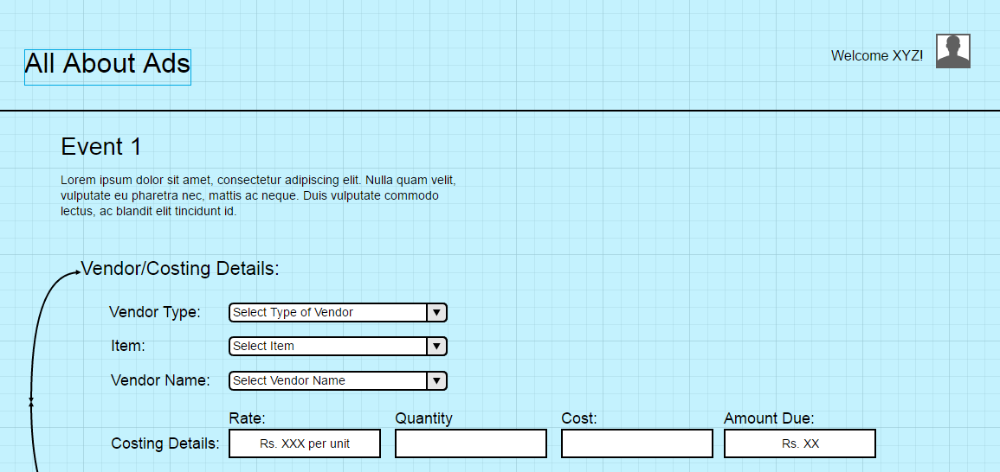 All About Ads
Welcome XYZ!
Event 1
Lorem ipsum dolor sit amet, consectetur adipiscing elit. Nulla quam velit,
vulputate eu pharetra nec, mattis ac neque. Duis vulputate commodo
lectus, ac blandit elit tincidunt id.
Vendor/Costing Details:
Vendor Type: Select Type of Vendor
Item: Select Item
Vendor Name: Select Vendor Name
Rate: Quantity Cost: Amount Due:
Costing Details: Rs. XXX per unit Rs. XX